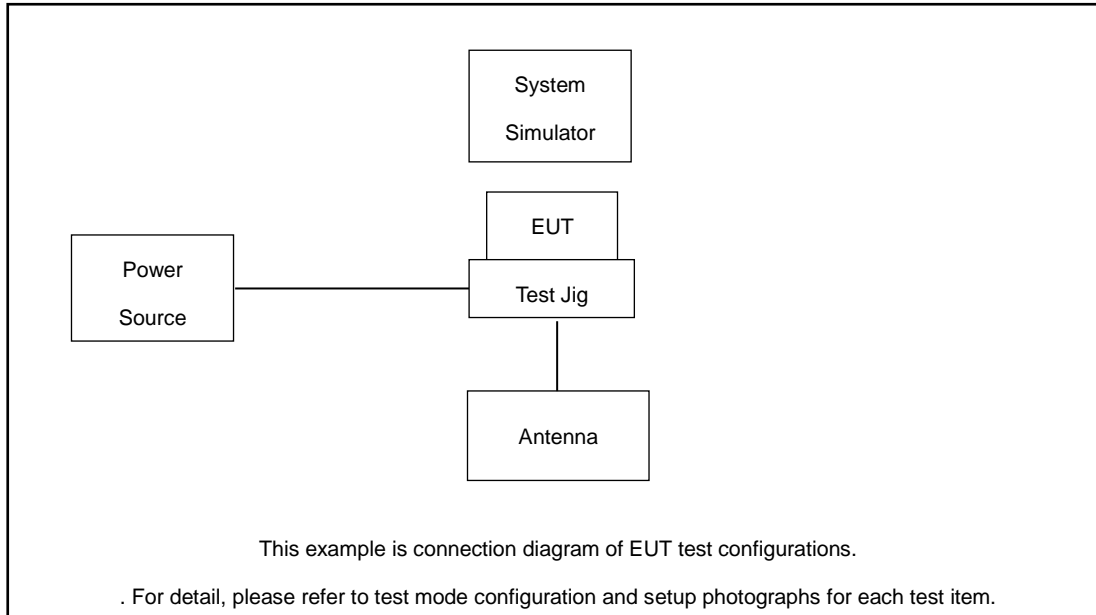 System
Simulator
EUT
Power
Source
Test Jig
Antenna
This example is connection diagram of EUT test configurations.
. For detail, please refer to test mode configuration and setup photographs for each test item.